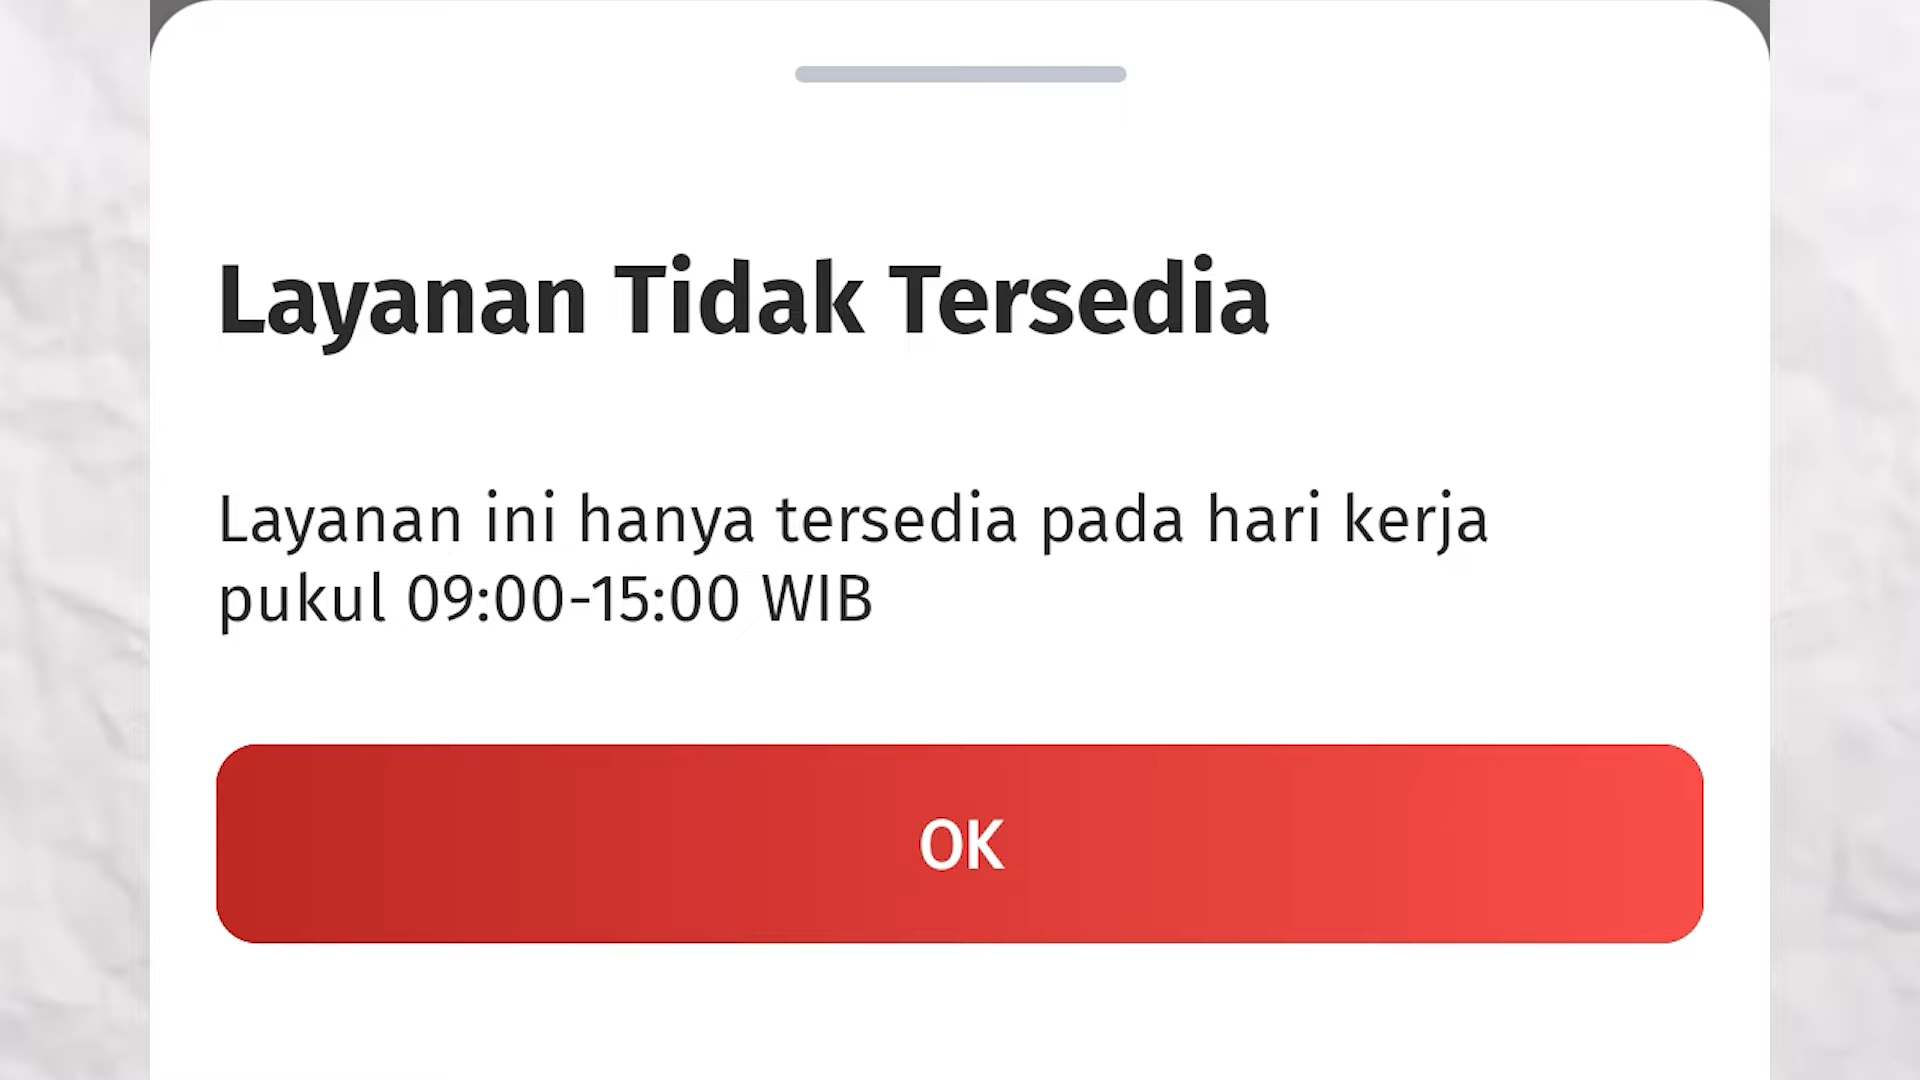 Layanan Tidak Tersedia
Layanan ini hanya tersedia pada hari kerja
pukul 09:00-15:00 WIB
OK